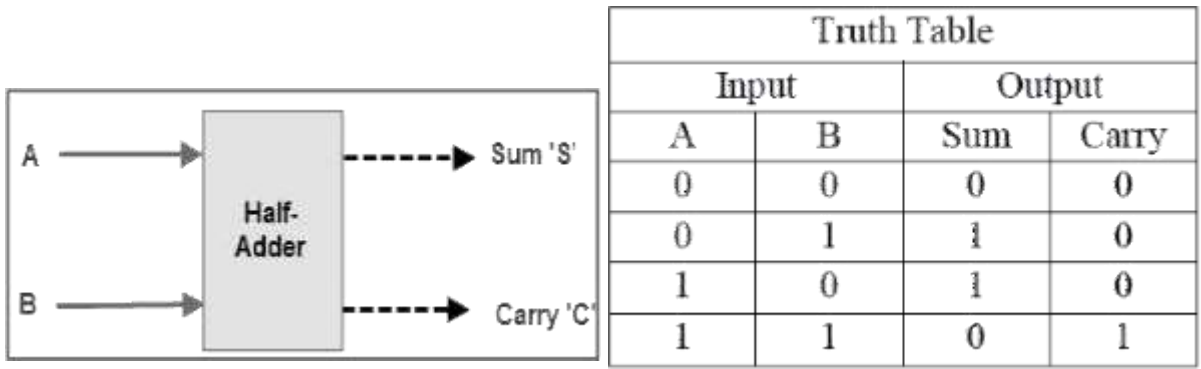 A
Sum 'S'
Half-
Adder
B
Carry 'C'
Truth Table
Input Output
A B Sum Carry
0 0 0 0
0 1 1 0
1 0 1 0
1 1 0 1